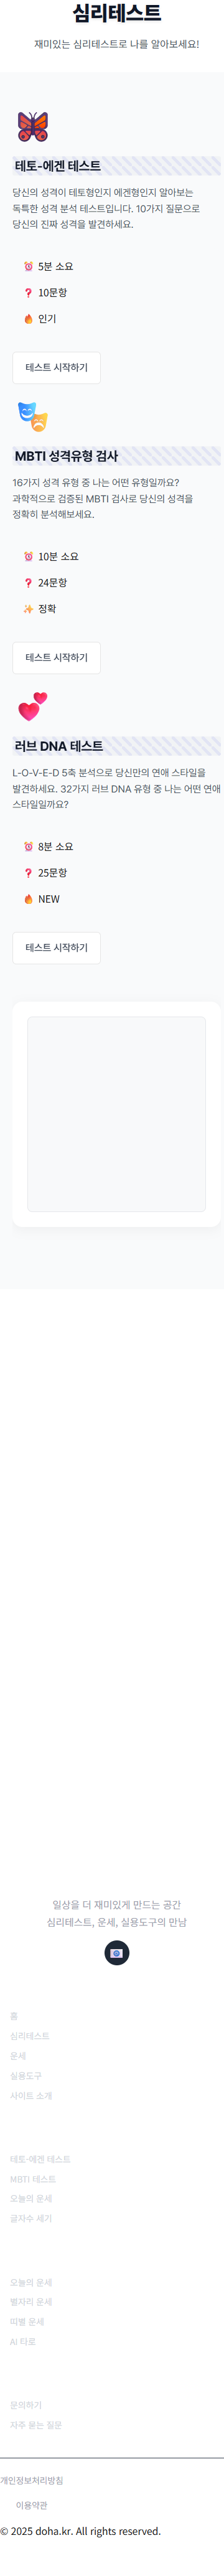 심리테스트
재미있는 심리테스트로 나를 알아보세요!
테토-에겐 테스트
당신의 성격이 테토형인지 에겐형인지 알아보는
독특한 성격 분석 테스트입니다. 10가지 질문으로
당신의 진짜 성격을 발견하세요.
5분 소요
10문항
인기
테스트 시작하기
MBTI 성격유형 검사
16가지 성격 유형 중 나는 어떤 유형일까요?
과학적으로 검증된 MBTI 검사로 당신의 성격을
정확히 분석해보세요.
10분 소요
24문항
정확
테스트 시작하기
러브 DNA 테스트
L-O-V-E-D 5축 분석으로 당신만의 연애 스타일을
발견하세요. 32가지 러브 DNA 유형 중 나는 어떤 연애
스타일일까요?
8분 소요
25문항
NEW
테스트 시작하기
일상을 더 재미있게 만드는 공간
심리테스트, 운세, 실용도구의 만남
홈
심리테스트
운세
실용도구
사이트 소개
테토-에겐 테스트
MBTI 테스트
오늘의 운세
글자수 세기
오늘의 운세
별자리 운세
띠별 운세
AI 타로
문의하기
자주 묻는 질문
개인정보처리방침
이용약관
© 2025 doha.kr. All rights reserved.